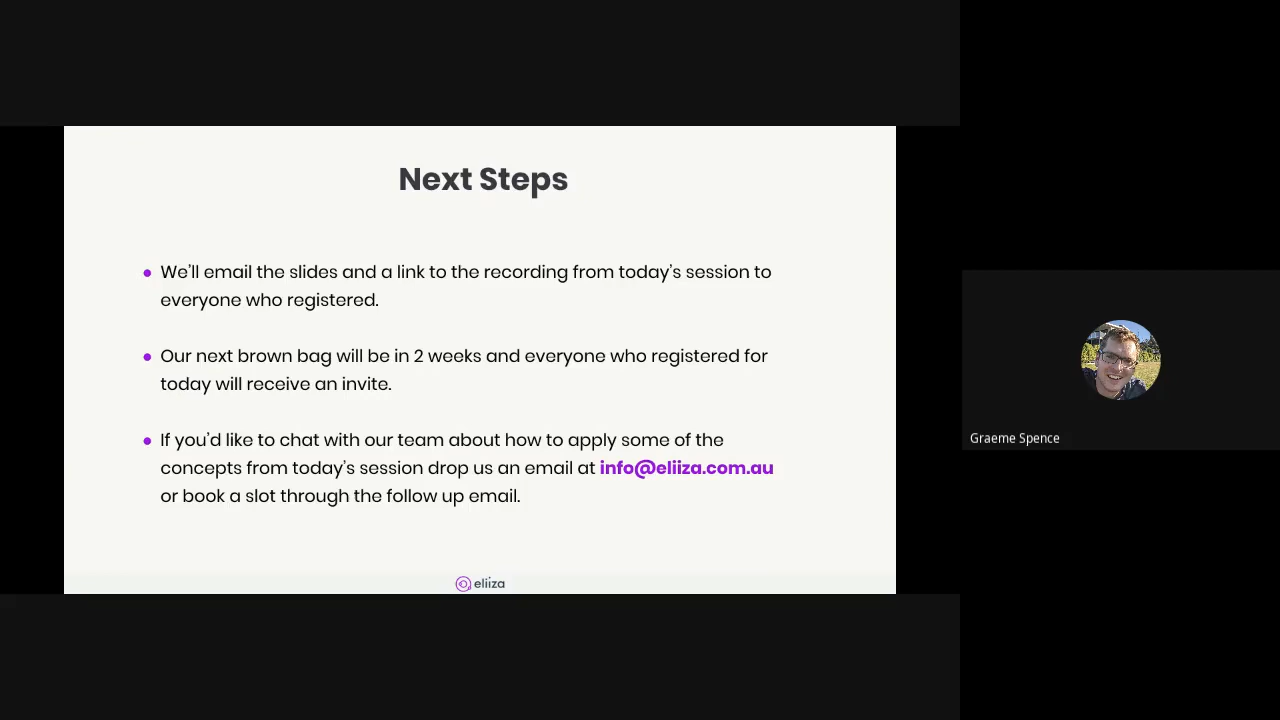 Next Steps
We'll email the slides and a link to the recording from today's session to
everyone who registered.
Our next brown bag will be in 2 weeks and everyone who registered for
today will receive an invite.
If you'd like to chat with our team about how to apply some of the
concepts from today's session drop us an email at info@eliiza.com.au
or book a slot through the follow up email.
eliiza
Graeme Spence